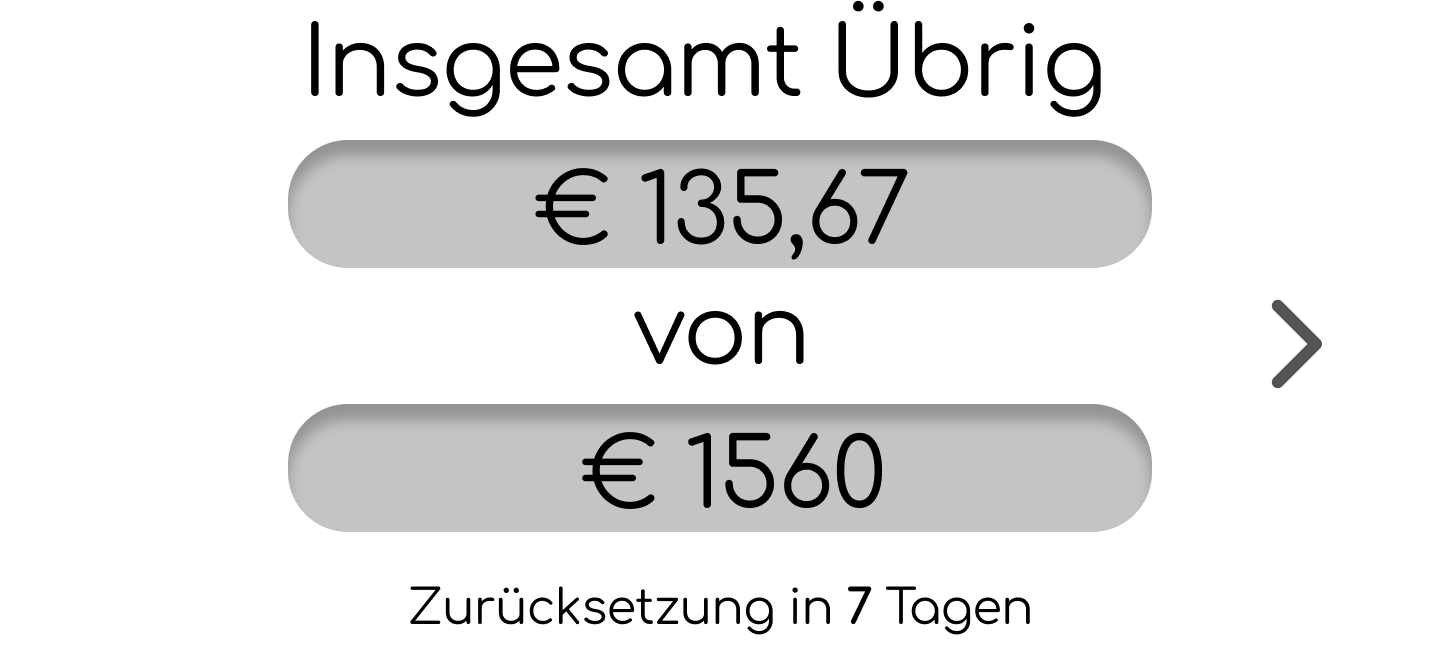 Insgesamt Übrig
€ 135,67
von
€ 1560
Zurücksetzung in 7 Tagen